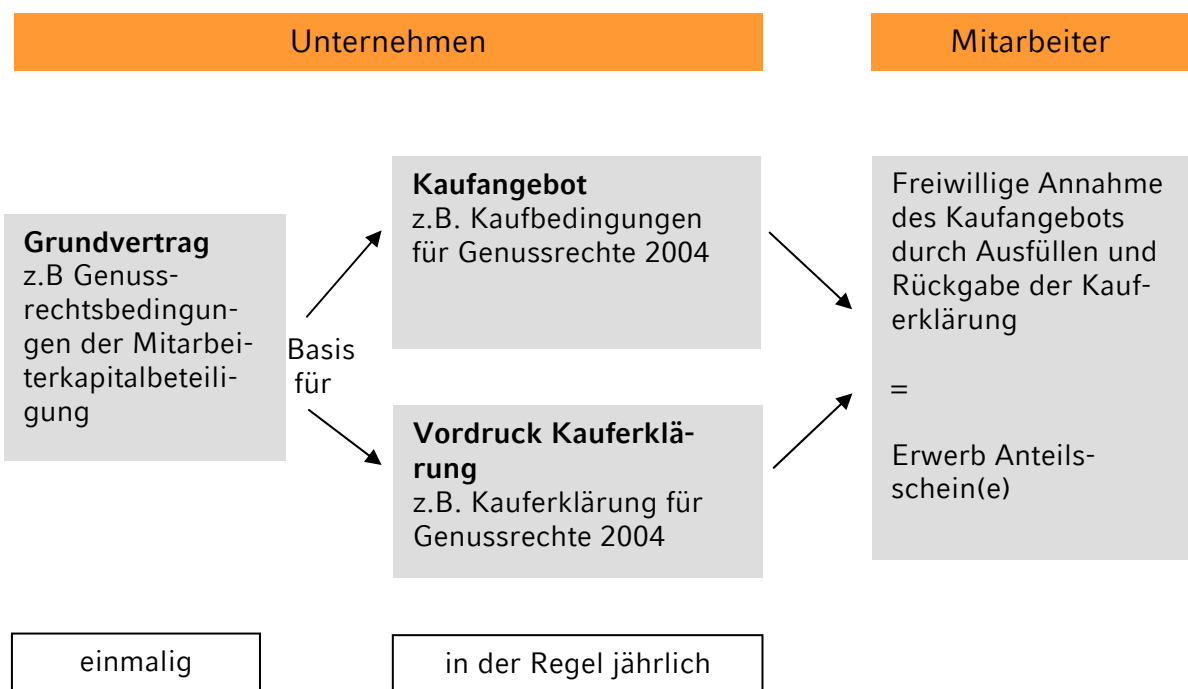 Unternehmen
Mitarbeiter
Grundvertrag
z.B Genuss-
rechtsbedingun-
gen der Mitarbei-
terkapitalbeteili-
gung
Basis
für
Kaufangebot
z.B. Kaufbedingungen
für Genussrechte 2004
Vordruck Kauferklä-
rung
z.B. Kauferklärung für
Genussrechte 2004
Freiwillige Annahme
des Kaufangebots
durch Ausfüllen und
Rückgabe der Kauf-
erklärung
=
Erwerb Anteils-
schein(e)
einmalig
in der Regel jährlich